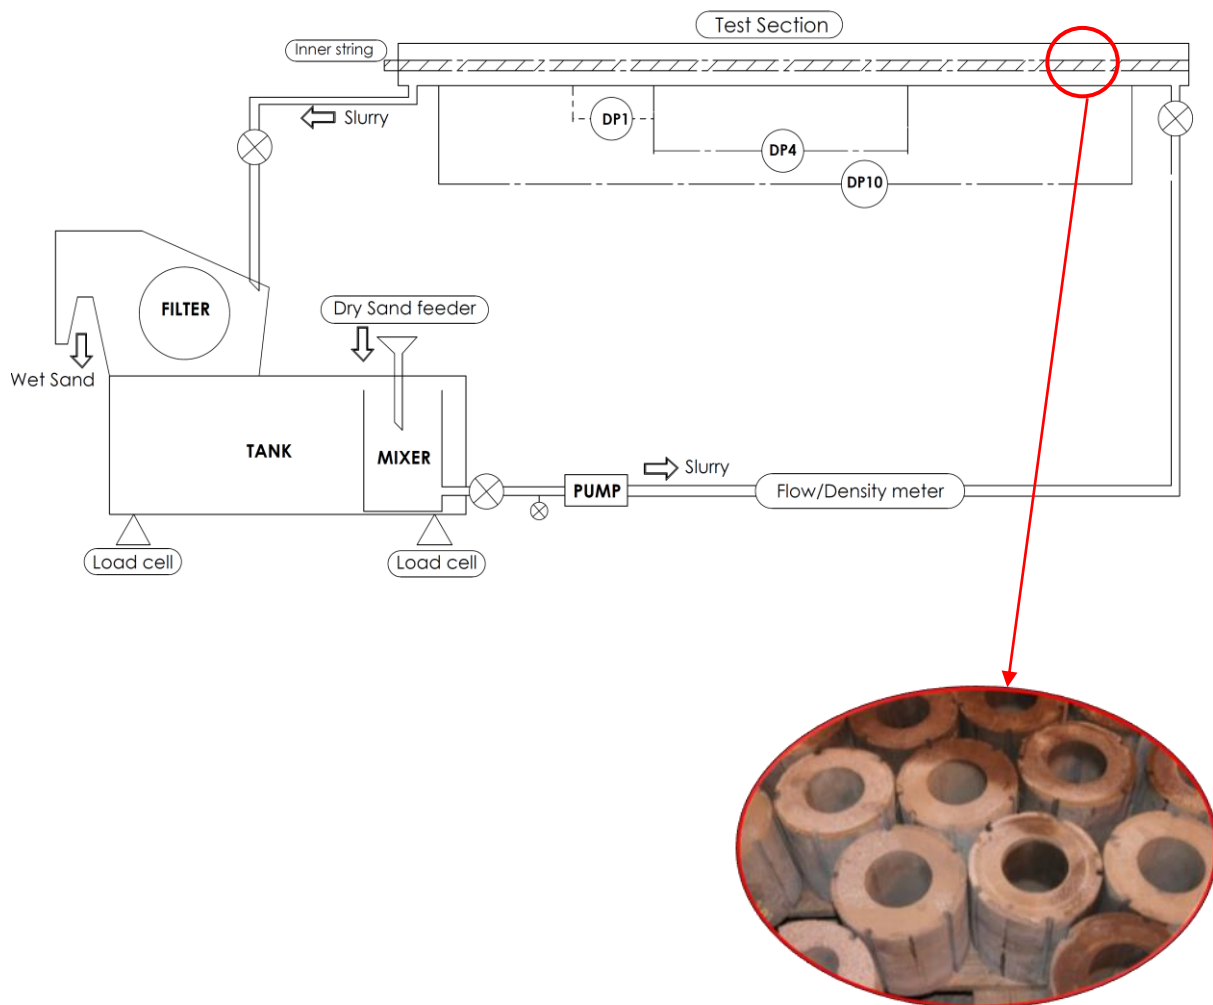 Test Section
Inner string
Slurry
DP1
DP4
DP10
FILTER
Dry Sand feeder
Wet Sand
TANK
MIXER
PUMP
Slurry
Flow/Density meter
Load cell
Load cell